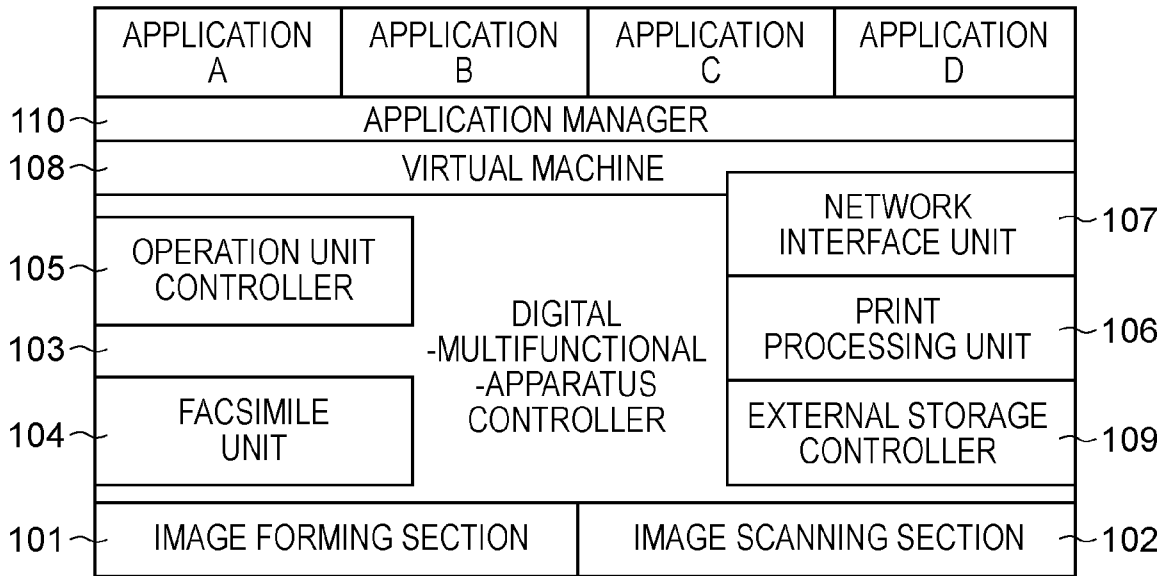 APPLICATION
A
APPLICATION
B
APPLICATION
C
APPLICATION
D
110
APPLICATION MANAGER
108
VIRTUAL MACHINE
NETWORK
INTERFACE UNIT
107
105
OPERATION UNIT
CONTROLLER
103
DIGITAL
-MULTIFUNCTIONAL
-APPARATUS
CONTROLLER
PRINT
PROCESSING UNIT
106
104
FACSIMILE
UNIT
EXTERNAL STORAGE
CONTROLLER
109
101
IMAGE FORMING SECTION
IMAGE SCANNING SECTION
102